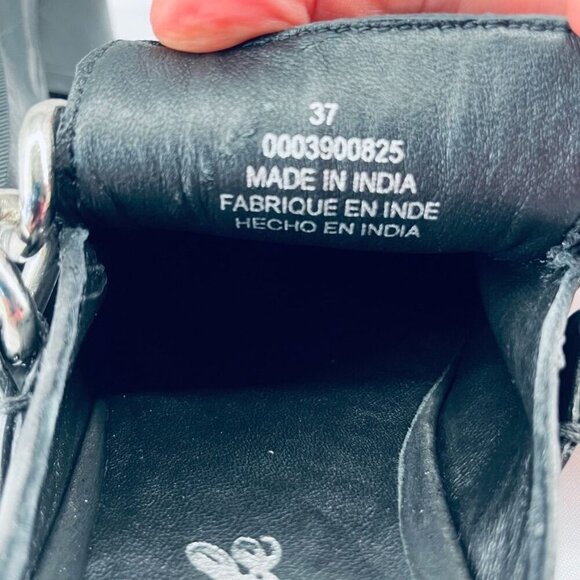 37
0003900825
MADE IN INDIA
FABRIQUE EN INDE
HECHO EN INDIA